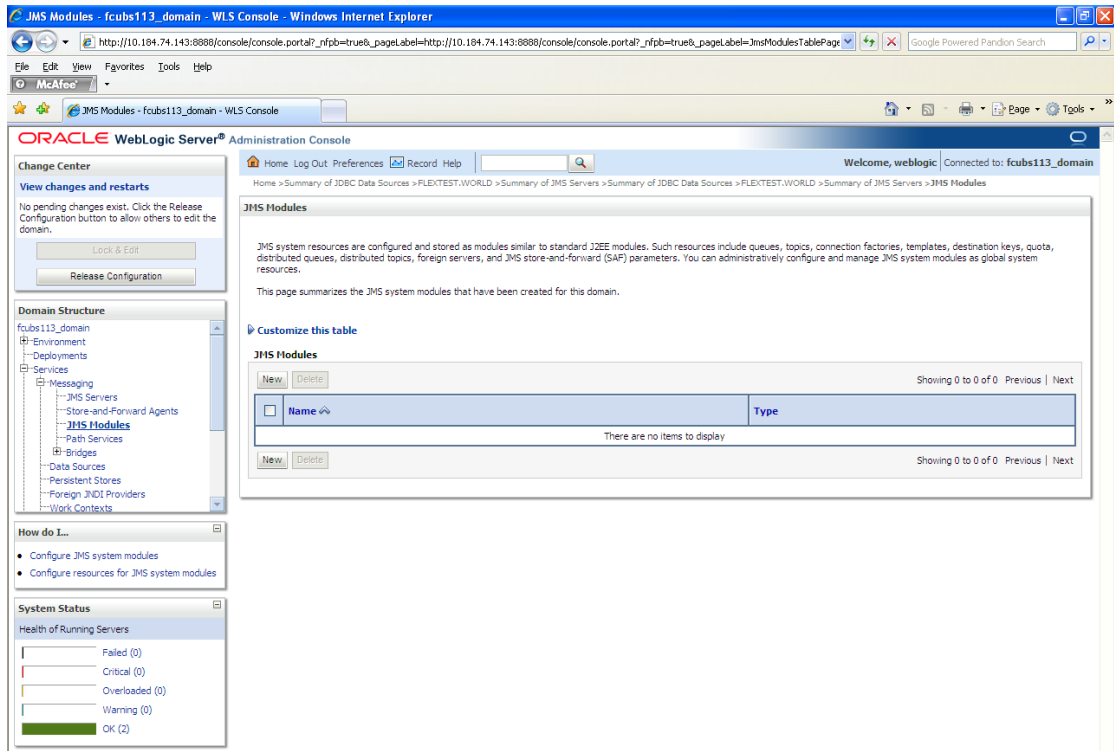 JMS Modules - fcubs113_domain - WLS Console - Windows Internet Explorer
http://10.184.74.143:8888/console/console.portal?_nfpb=true&_pageLabel=http://10.184.74.143:8888/console/console.portal?_nfpb=true&_pageLabel=JmsModulesTablePage
Google Powered Pandion Search
File Edit View Favorites Tools Help
McAfee
JMS Modules - fcubs113_domain - WLS Console
Page Tools
ORACLE WebLogic Server® Administration Console
Change Center
View changes and restarts
No pending changes exist. Click the Release
Configuration button to allow others to edit the
domain.
Lock & Edit
Release Configuration
Domain Structure
fcubs113_domain
Environment
Deployments
Services
Messaging
JMS Servers
Store-and-Forward Agents
JMS Modules
Path Services
Bridges
Data Sources
Persistent Stores
Foreign JNDI Providers
Work Contexts
How do I...
Configure JMS system modules
Configure resources for JMS system modules
System Status
Health of Running Servers
Failed (0)
Critical (0)
Overloaded (0)
Warning (0)
OK (2)
Home Log Out Preferences Record Help
Welcome, weblogic Connected to: fcubs113_domain
Home >Summary of JDBC Data Sources >FLEXTEST.WORLD >Summary of JMS Servers >Summary of JDBC Data Sources >FLEXTEST.WORLD >Summary of JMS Servers >JMS Modules
JMS Modules
JMS system resources are configured and stored as modules similar to standard J2EE modules. Such resources include queues, topics, connection factories, templates, destination keys, quota,
distributed queues, distributed topics, foreign servers, and JMS store-and-forward (SAF) parameters. You can administratively configure and manage JMS system modules as global system
resources.
This page summarizes the JMS system modules that have been created for this domain.
Customize this table
JMS Modules
New Delete Showing 0 to 0 of 0 Previous | Next
Name Type
There are no items to display
New Delete Showing 0 to 0 of 0 Previous | Next